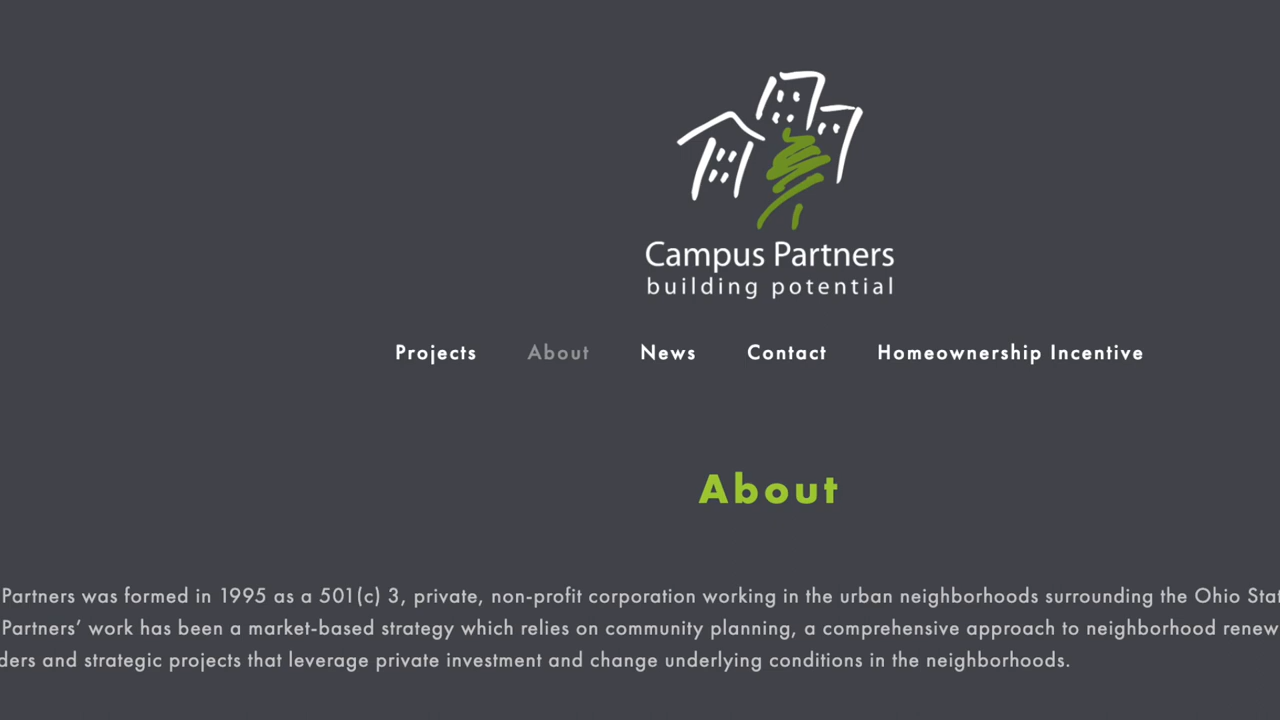 Campus Partners
building potential
Projects About News Contact Homeownership Incentive
About
Partners was formed in 1995 as a 501(c) 3, private, non-profit corporation working in the urban neighborhoods surrounding the Ohio
Partners’ work has been a market-based strategy which relies on community planning, a comprehensive approach to neighborhood
and strategic projects that leverage private investment and change underlying conditions in the neighborhoods.